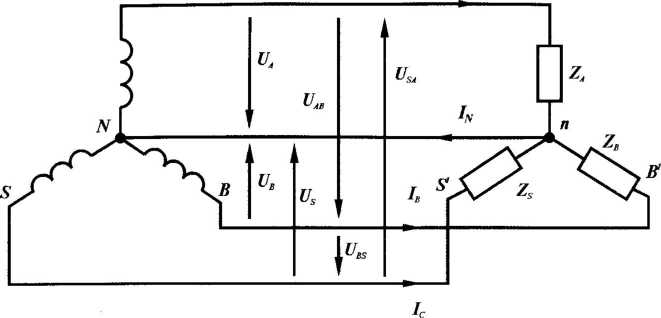 U_A
U_AB
U_SA
Z_A
N
I_N
n
Z_B
S
B
U_B
U_S
I_B
S'
Z_S
B'
U_BS
I_C